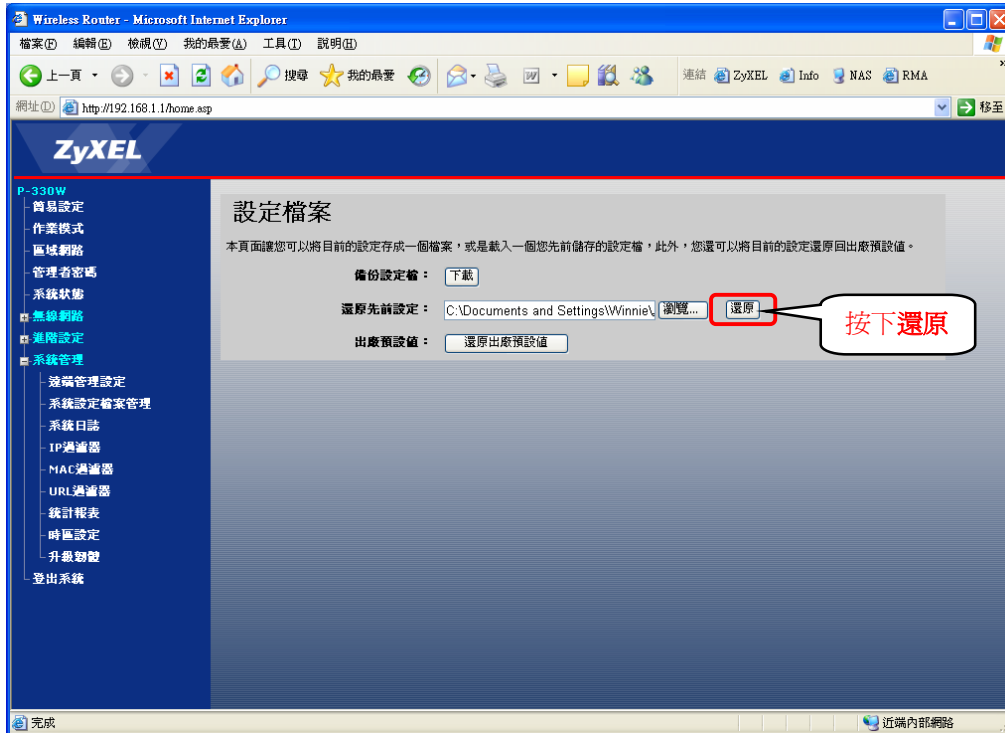 Wireless Router - Microsoft Internet Explorer
檔案(F) 編輯(E) 檢視(V) 我的最愛(A) 工具(T) 說明(H)
上一頁 搜尋 我的最愛 連結 ZyXEL Info NAS RMA »
網址(D) http://192.168.1.1/home.asp 移至
ZyXEL
P-330W
簡易設定
作業模式
區域網路
管理者密碼
系統狀態
無線網路
進階設定
系統管理
遠端管理設定
系統設定檔案管理
系統日誌
IP過濾器
MAC過濾器
URL過濾器
統計報表
時區設定
升級韌體
登出系統
設定檔案
本頁面讓您可以將目前的設定存成一個檔案，或是載入一個您先前儲存的設定檔，此外，您還可以將目前的設定還原回出廠預設值。
備份設定檔： 下載
還原先前設定： C:\Documents and Settings\Winnie\ 瀏覽... 還原
出廠預設值： 還原出廠預設值
按下還原
完成 近端內部網路